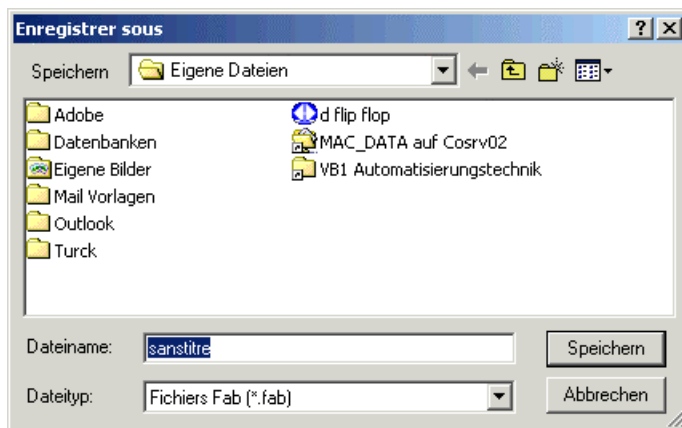 Enregistrer sous
Speichern Eigene Dateien
Adobe
Datenbanken
Eigene Bilder
Mail Vorlagen
Outlook
Turck
d flip flop
MAC_DATA auf Cosrv02
VB1 Automatisierungstechnik
Dateiname: sanstitre Speichern
Dateityp: Fichiers Fab (*.fab) Abbrechen